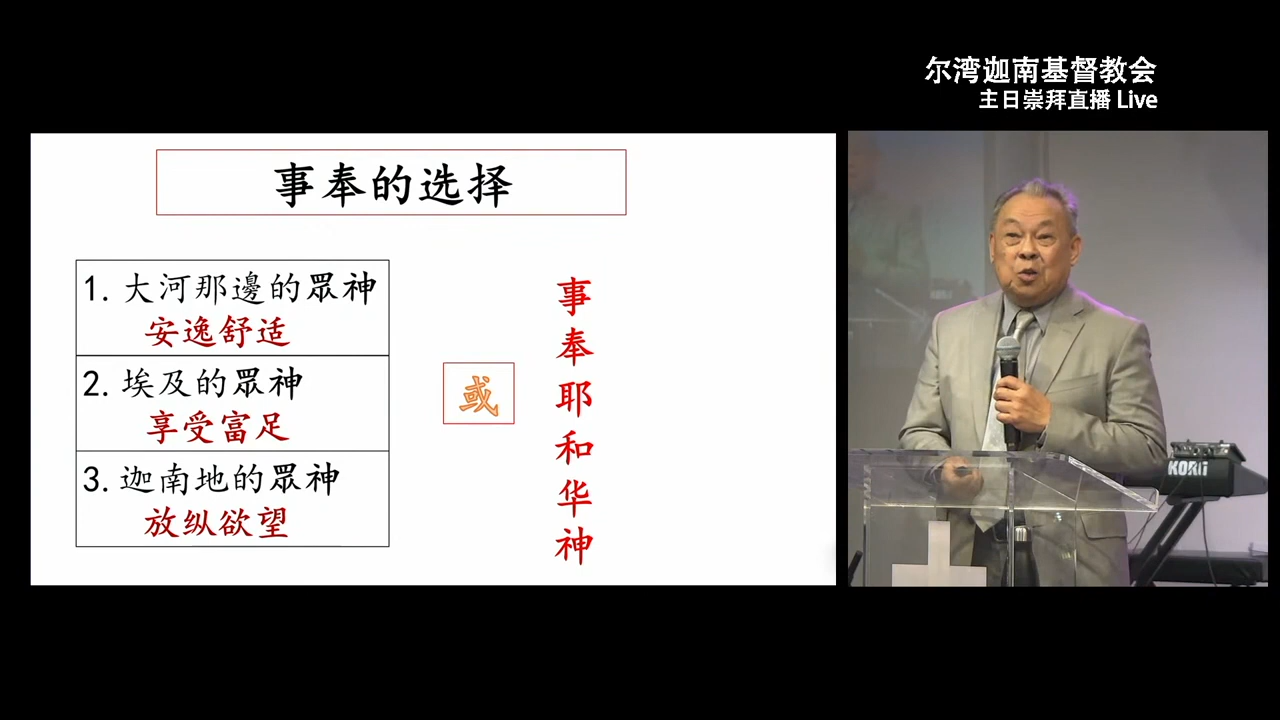 尔湾迦南基督教会
主日崇拜直播 Live
事奉的选择
1. 大河那邊的眾神
安逸舒适
2. 埃及的眾神
享受富足
3. 迦南地的眾神
放纵欲望
或
事奉耶和华神
KORG